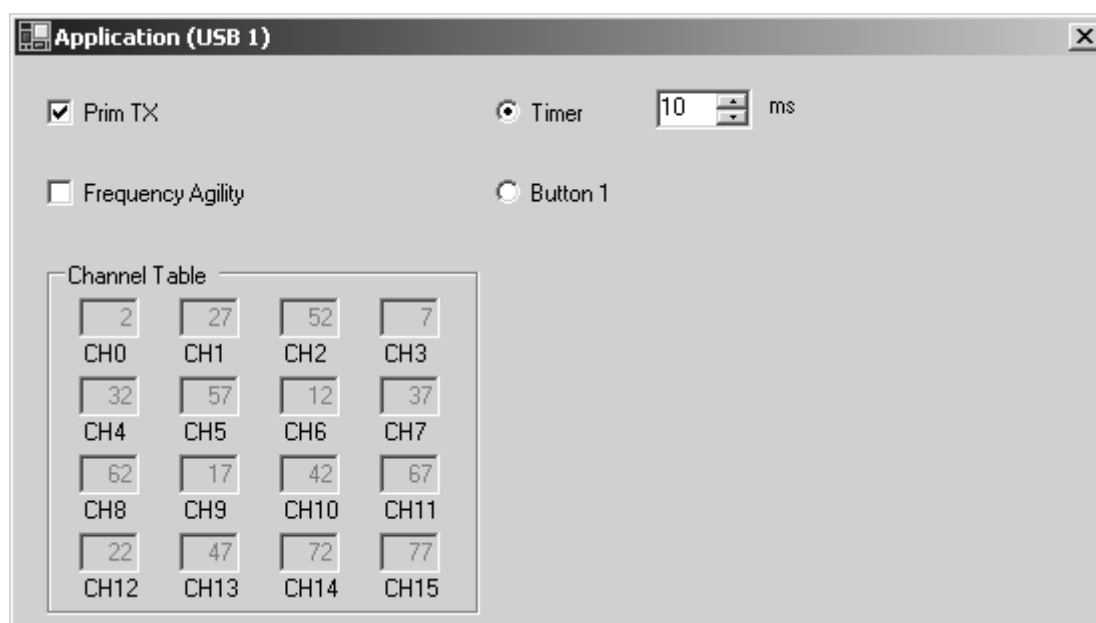 Application (USB 1)
Prim TX Timer 10 ms
Frequency Agility Button 1
Channel Table
2 27 52 7
CH0 CH1 CH2 CH3
32 57 12 37
CH4 CH5 CH6 CH7
62 17 42 67
CH8 CH9 CH10 CH11
22 47 72 77
CH12 CH13 CH14 CH15